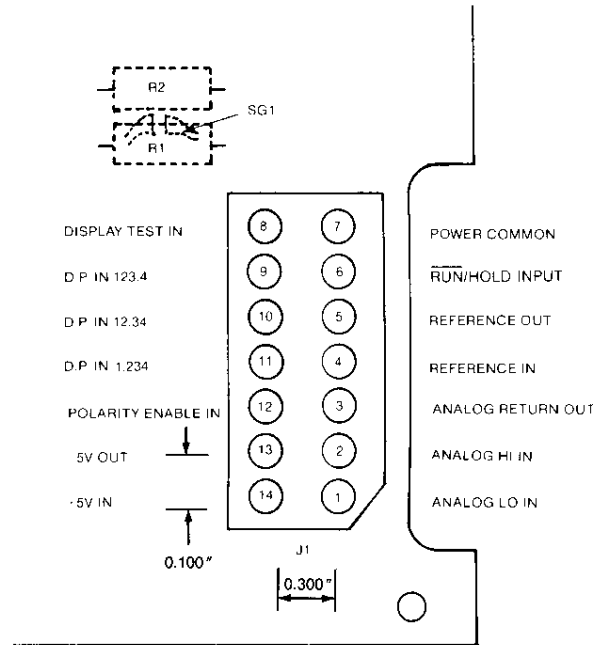 R2
SG1
R1
DISPLAY TEST IN 8 7 POWER COMMON
D.P IN 123.4 9 6 RUN/HOLD INPUT
D.P IN 12.34 10 5 REFERENCE OUT
D.P IN 1.234 11 4 REFERENCE IN
POLARITY ENABLE IN 12 3 ANALOG RETURN OUT
5V OUT 13 2 ANALOG HI IN
-5V IN 14 1 ANALOG LO IN
J1
0.100"
0.300"